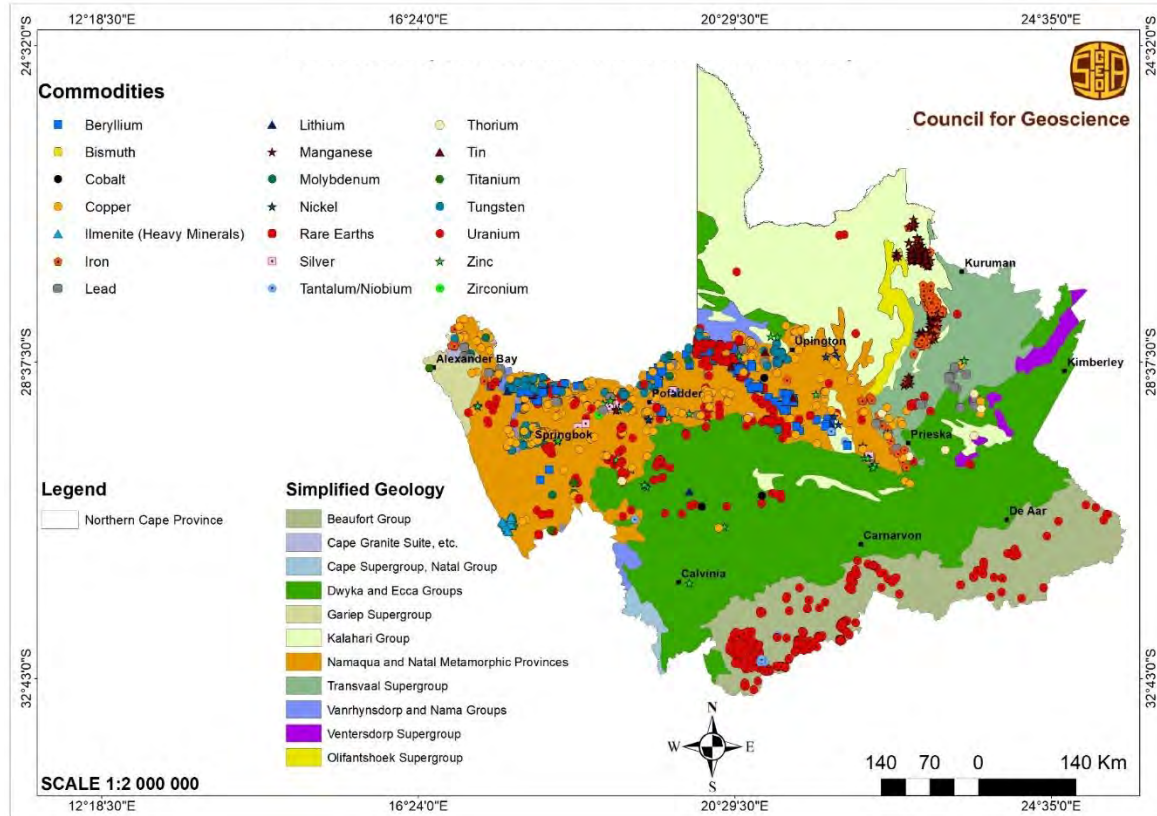 12°18'30"E 16°24'0"E 20°29'30"E 24°35'0"E
24°32'0"S
24°32'0"S
Commodities
Beryllium
Bismuth
Cobalt
Copper
Ilmenite (Heavy Minerals)
Iron
Lead
Lithium
Manganese
Molybdenum
Nickel
Rare Earths
Silver
Tantalum/Niobium
Thorium
Tin
Titanium
Tungsten
Uranium
Zinc
Zirconium
Council for Geoscience
Kuruman
Upington
Kimberley
Alexander Bay
Pofadder
Springbok
Prieska
De Aar
Carnarvon
Calvinia
28°37'30"S
28°37'30"S
Legend
Northern Cape Province
Simplified Geology
Beaufort Group
Cape Granite Suite, etc.
Cape Supergroup, Natal Group
Dwyka and Ecca Groups
Gariep Supergroup
Kalahari Group
Namaqua and Natal Metamorphic Provinces
Transvaal Supergroup
Vanrhynsdorp and Nama Groups
Ventersdorp Supergroup
Olifantshoek Supergroup
32°43'0"S
32°43'0"S
N
W E
S
SCALE 1:2 000 000
140 70 0 140 Km
12°18'30"E 16°24'0"E 20°29'30"E 24°35'0"E